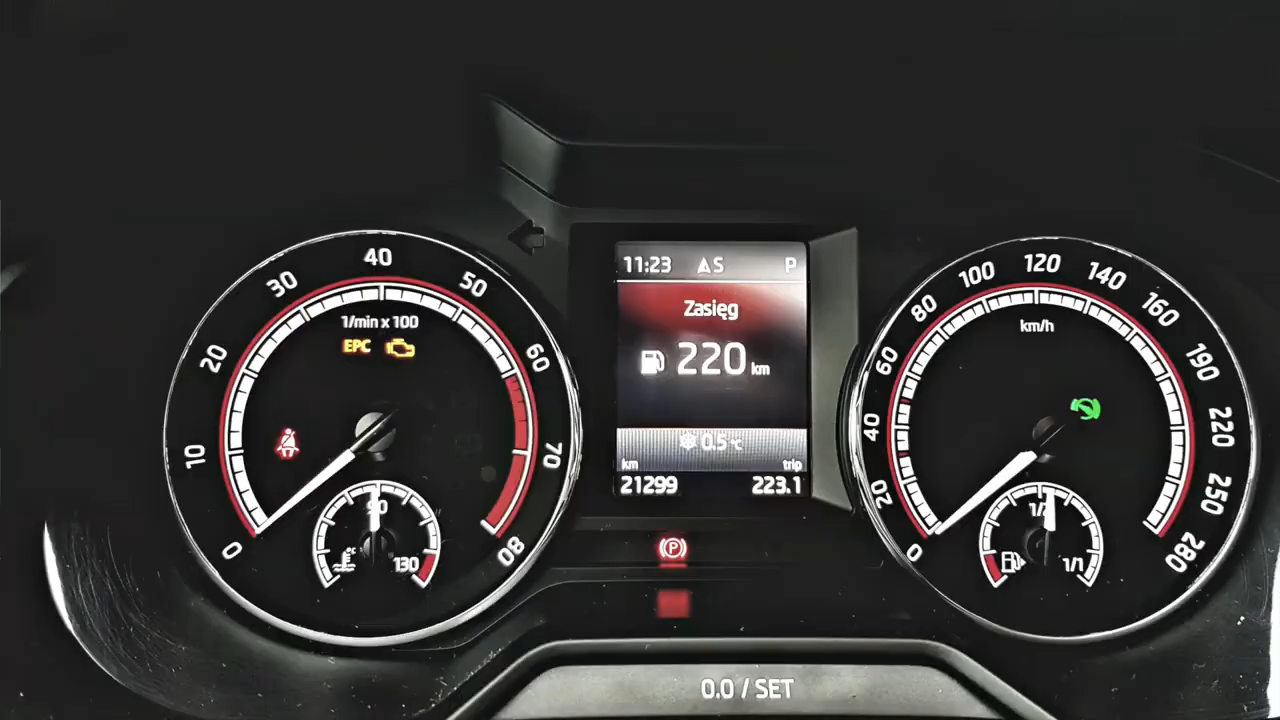 0
10
20
30
40
50
60
70
80
1/min x 100
EPC
90
130
11:23 S P
Zasięg
220 km
0.5 °C
km trip
21299 223.1
P
0.0 / SET
0
20
40
60
80
100
120
140
160
190
220
250
280
km/h
1/2
1/1